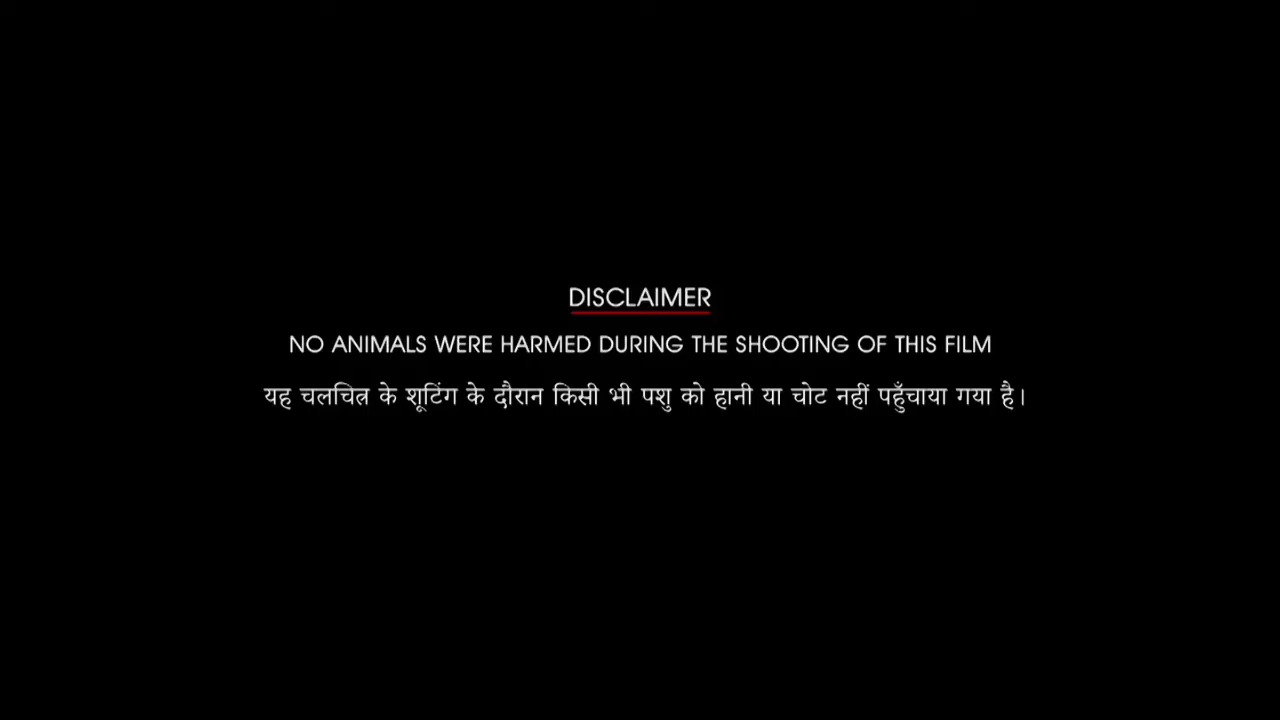 DISCLAIMER
NO ANIMALS WERE HARMED DURING THE SHOOTING OF THIS FILM
यह चलचित्र के शूटिंग के दौरान किसी भी पशु को हानी या चोट नहीं पहुँचाया गया है।